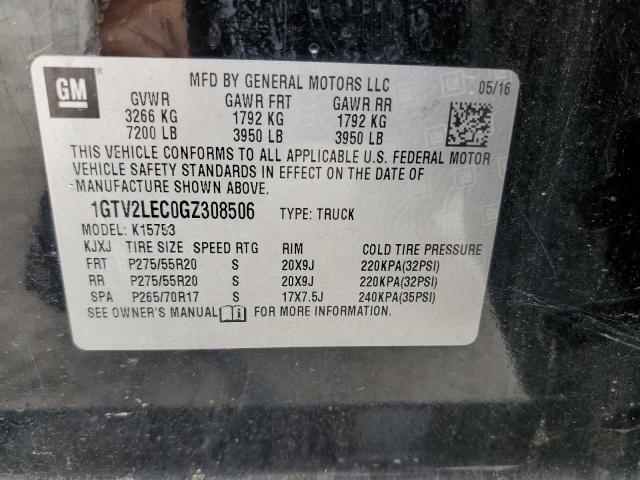 GM
MFD BY GENERAL MOTORS LLC 05/16
GVWR GAWR FRT GAWR RR
3266 KG 1792 KG 1792 KG
7200 LB 3950 LB 3950 LB
THIS VEHICLE CONFORMS TO ALL APPLICABLE U.S. FEDERAL MOTOR
VEHICLE SAFETY STANDARDS IN EFFECT ON THE DATE OF
MANUFACTURE SHOWN ABOVE.
1GTV2LEC0GZ308506 TYPE: TRUCK
MODEL: K15753
KJXJ TIRE SIZE SPEED RTG RIM COLD TIRE PRESSURE
FRT P275/55R20 S 20X9J 220KPA(32PSI)
RR P275/55R20 S 20X9J 220KPA(32PSI)
SPA P265/70R17 S 17X7.5J 240KPA(35PSI)
SEE OWNER'S MANUAL FOR MORE INFORMATION.